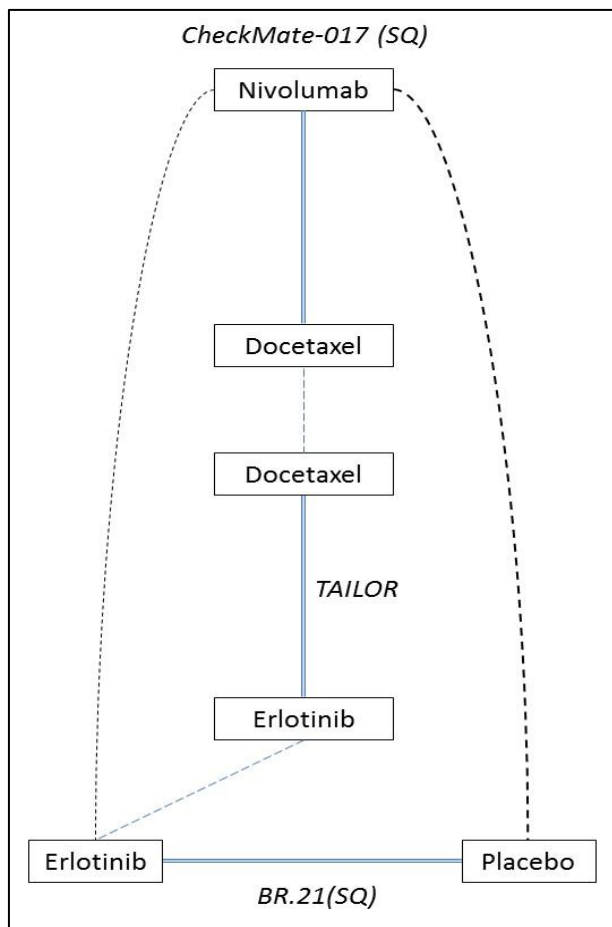 CheckMate-017 (SQ)
Nivolumab
Docetaxel
Docetaxel
TAILOR
Erlotinib
Erlotinib
Placebo
BR.21(SQ)